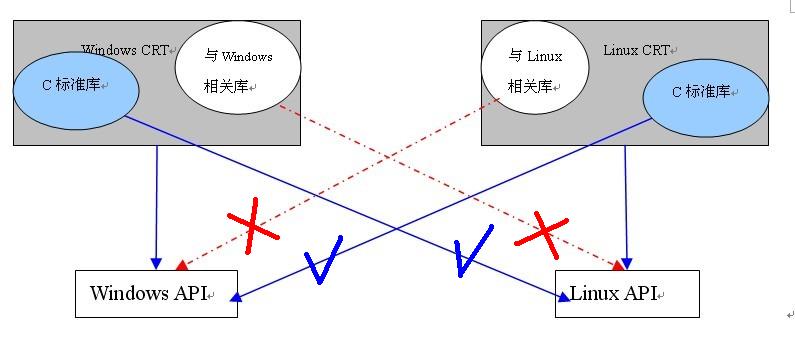 Windows CRT
与 Windows
相关库
C 标准库
与 Linux
相关库
Linux CRT
C 标准库
Windows API
Linux API